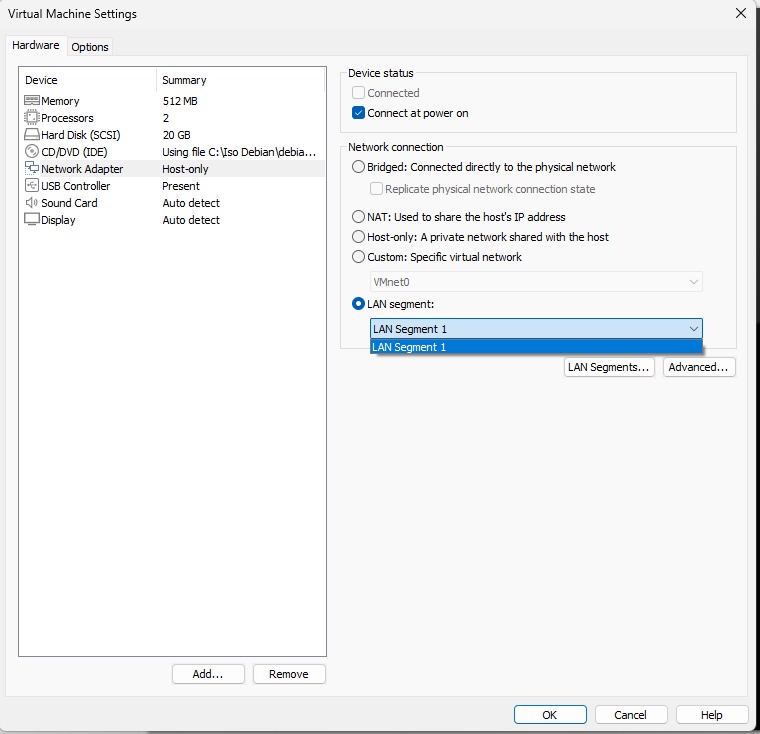 Virtual Machine Settings
Hardware Options
Device Summary
Memory 512 MB
Processors 2
Hard Disk (SCSI) 20 GB
CD/DVD (IDE) Using file C:\Iso Debian\debia...
Network Adapter Host-only
USB Controller Present
Sound Card Auto detect
Display Auto detect
Add... Remove
Device status
Connected
Connect at power on
Network connection
Bridged: Connected directly to the physical network
Replicate physical network connection state
NAT: Used to share the host's IP address
Host-only: A private network shared with the host
Custom: Specific virtual network
VMnet0
LAN segment:
LAN Segment 1
LAN Segment 1
LAN Segments... Advanced...
OK Cancel Help